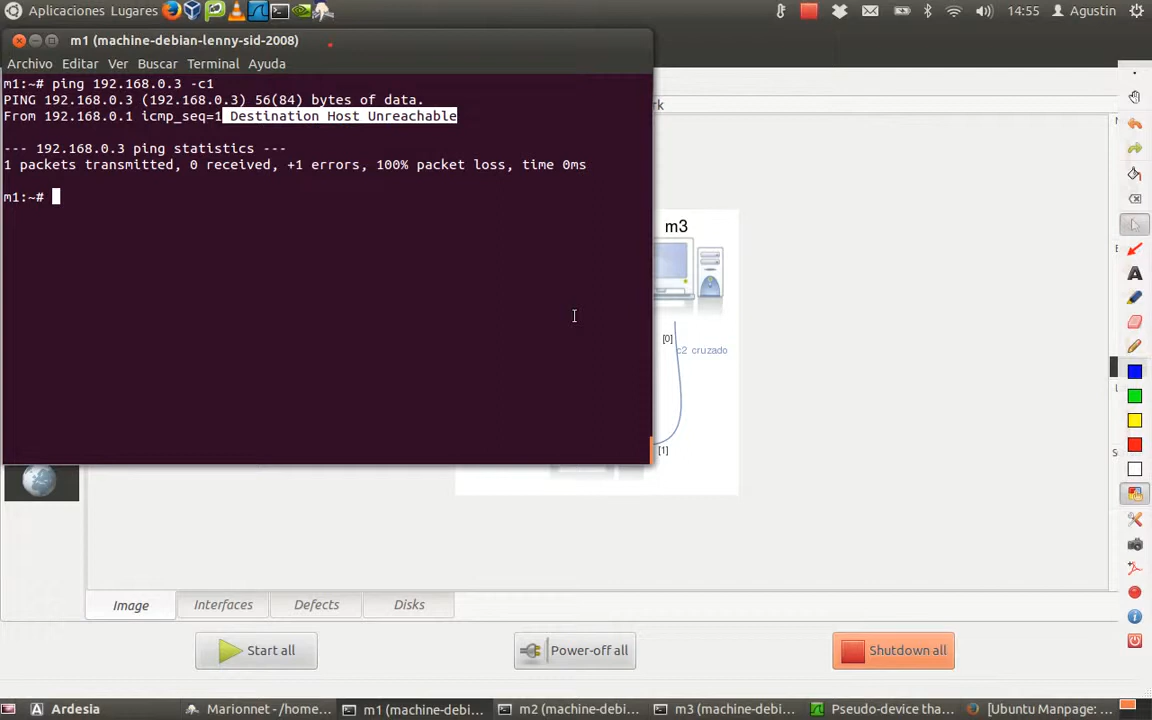 Aplicaciones Lugares
14:55
Agustin
m1 (machine-debian-lenny-sid-2008)
Archivo Editar Ver Buscar Terminal Ayuda
m1:~# ping 192.168.0.3 -c1
PING 192.168.0.3 (192.168.0.3) 56(84) bytes of data.
From 192.168.0.1 icmp_seq=1 Destination Host Unreachable
--- 192.168.0.3 ping statistics ---
1 packets transmitted, 0 received, +1 errors, 100% packet loss, time 0ms
m1:~#
rk
m3
[0]
c2 cruzado
[1]
Image Interfaces Defects Disks
Start all
Power-off all
Shutdown all
Ardesia
Marionnet - /home...
m1 (machine-debi...
m2 (machine-debi...
m3 (machine-debi...
Pseudo-device tha...
[Ubuntu Manpage: ...